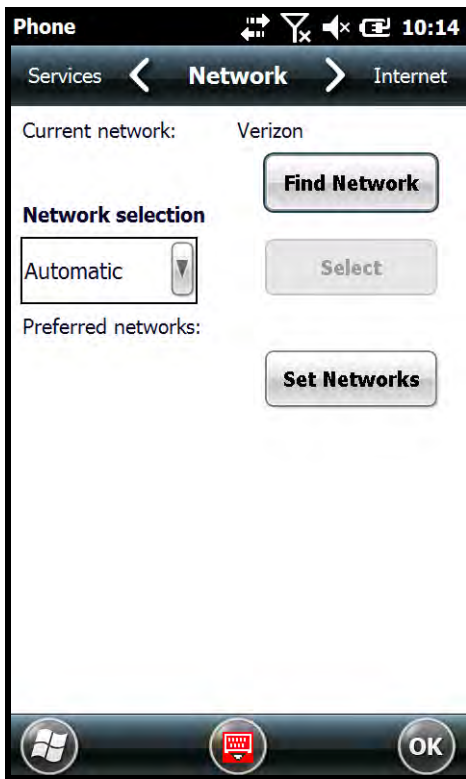 Phone 10:14
Services Network Internet
Current network: Verizon
Find Network
Network selection
Automatic Select
Preferred networks:
Set Networks
OK